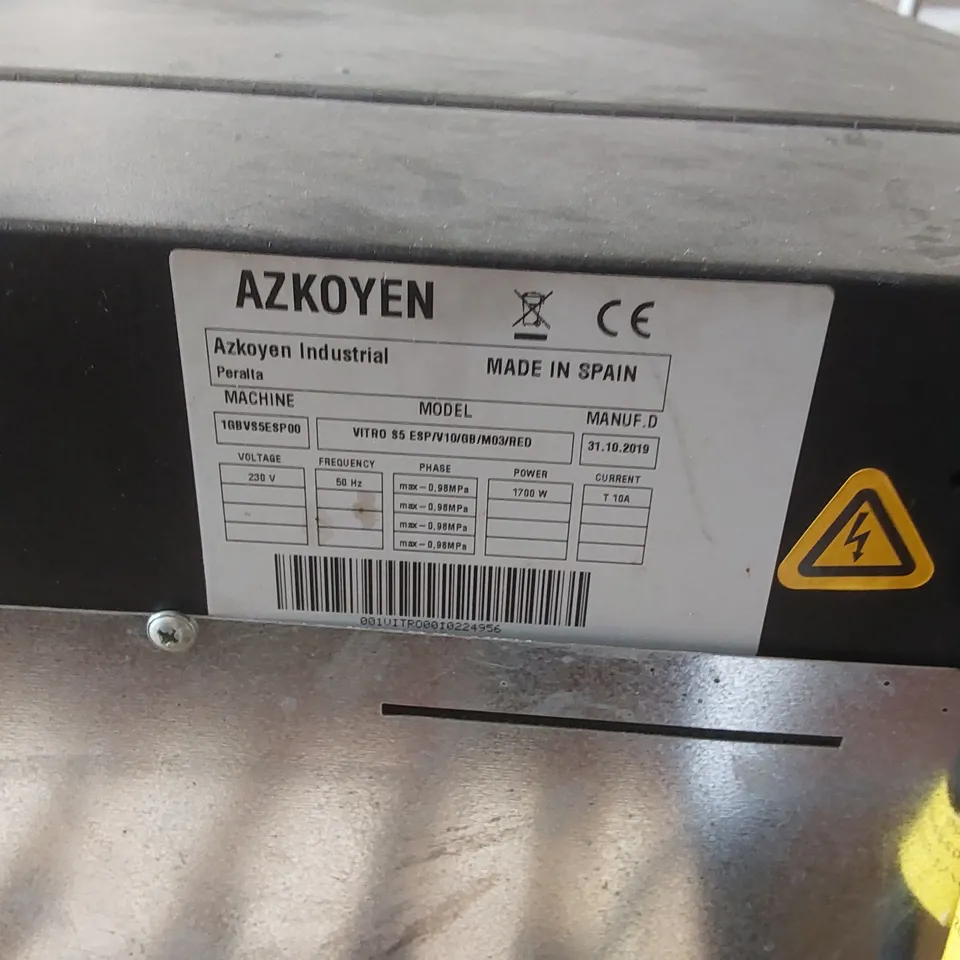 AZKOYEN
CE
Azkoyen Industrial
MADE IN SPAIN
Peralta
MACHINE MODEL MANUF.D
1GBVS5ESP00 VITRO S5 ESP/V10/GB/M03/RED 31.10.2019
VOLTAGE FREQUENCY PHASE POWER CURRENT
230 V 50 Hz max-0,98MPa 1700 W T 10A
max-0,98MPa
max-0,98MPa
max-0,98MPa
001VITRO0010224956